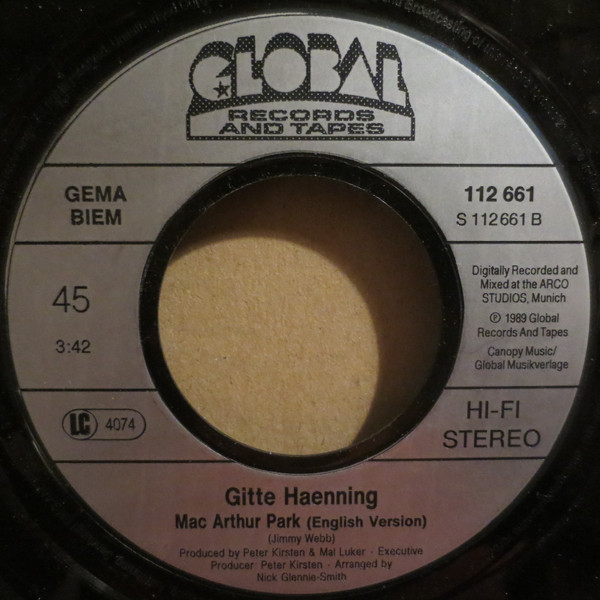 GLOBAL
RECORDS
AND TAPES
GEMA
BIEM
112 661
S 112661 B
45
3:42
Digitally Recorded and
Mixed at the ARCO
STUDIOS, Munich
℗ 1989 Global
Records And Tapes
Canopy Music/
Global Musikverlage
LC 4074
HI-FI
STEREO
Gitte Haenning
Mac Arthur Park (English Version)
(Jimmy Webb)
Produced by Peter Kirsten & Mal Luker · Executive
Producer: Peter Kirsten · Arranged by
Nick Glennie-Smith